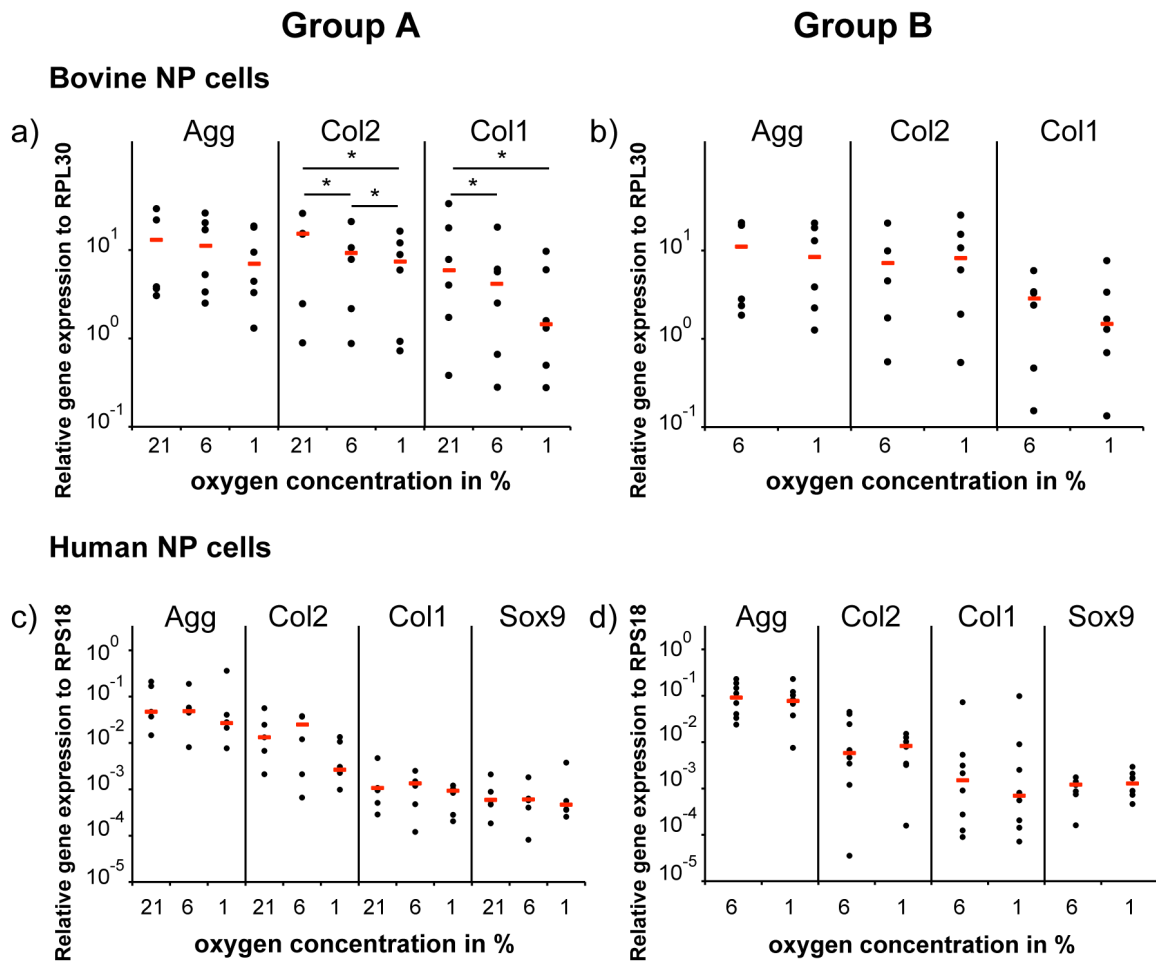 Group A Group B
Bovine NP cells
a) Agg Col2 Col1 b) Agg Col2 Col1
Relative gene expression to RPL30
10^1
10^0
10^-1
* * *
* *
21 6 1 21 6 1 21 6 1
oxygen concentration in %
Relative gene expression to RPL30
10^1
10^0
10^-1
6 1 6 1 6 1
oxygen concentration in %
Human NP cells
c) Agg Col2 Col1 Sox9 d) Agg Col2 Col1 Sox9
Relative gene expression to RPS18
10^0
10^-1
10^-2
10^-3
10^-4
10^-5
21 6 1 21 6 1 21 6 1 21 6 1
oxygen concentration in %
Relative gene expression to RPS18
10^0
10^-1
10^-2
10^-3
10^-4
10^-5
6 1 6 1 6 1 6 1
oxygen concentration in %